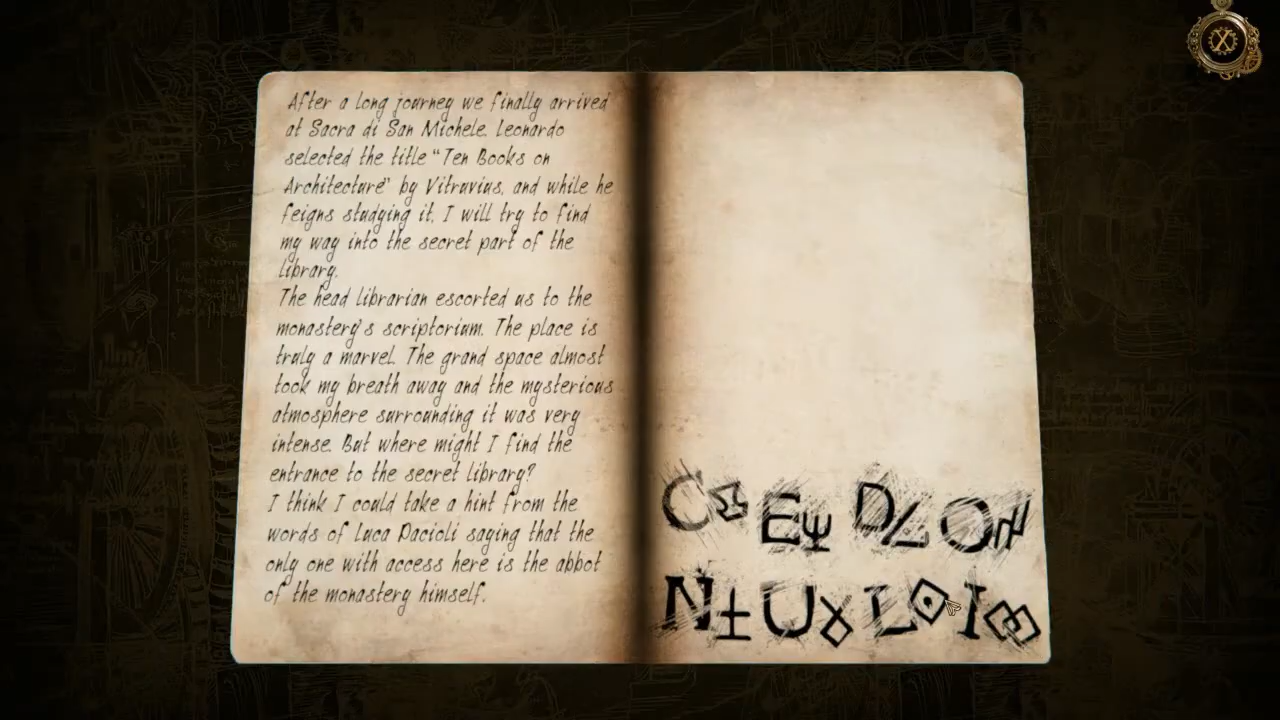 After a long journey we finally arrived
at Sacra di San Michele. Leonardo
selected the title "Ten Books on
Architecture" by Vitruvius, and while he
feigns studying it, I will try to find
my way into the secret part of the
library.
The head librarian escorted us to the
monastery's scriptorium. The place is
truly a marvel. The grand space almost
took my breath away and the mysterious
atmosphere surrounding it was very
intense. But where might I find the
entrance to the secret library?
I think I could take a hint from the
words of Luca Pacioli saying that the
only one with access here is the abbot
of the monastery himself.
C E D O
N U L I